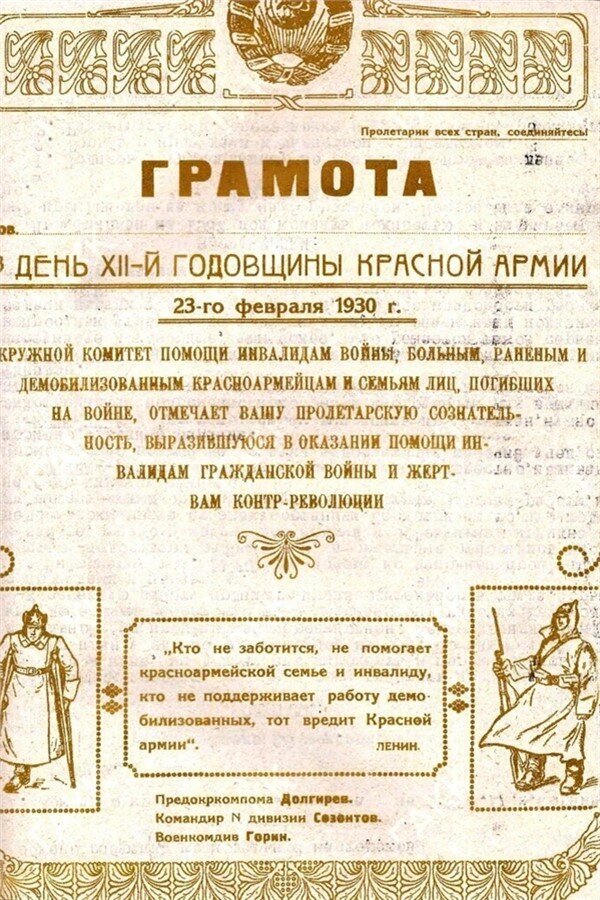 Пролетарии всех стран, соединяйтесь!
ГРАМОТА
ов.
В ДЕНЬ XII-Й ГОДОВЩИНЫ КРАСНОЙ АРМИИ
23-го февраля 1930 г.
КРУЖНОЙ КОМИТЕТ ПОМОЩИ ИНВАЛИДАМ ВОЙНЫ, БОЛЬНЫМ, РАНЕНЫМ И
ДЕМОБИЛИЗОВАННЫМ КРАСНОАРМЕЙЦАМ И СЕМЬЯМ ЛИЦ, ПОГИБШИХ
НА ВОЙНЕ, ОТМЕЧАЕТ ВАШУ ПРОЛЕТАРСКУЮ СОЗНАТЕЛЬ-
НОСТЬ, ВЫРАЗИВШУЮСЯ В ОКАЗАНИИ ПОМОЩИ ИН-
ВАЛИДАМ ГРАЖДАНСКОЙ ВОЙНЫ И ЖЕРТ-
ВАМ КОНТР-РЕВОЛЮЦИИ
„Кто не заботится, не помогает
красноармейской семье и инвалиду,
кто не поддерживает работу демо-
билизованных, тот вредит Красной
армии“. ЛЕНИН.
Предокркомпома Долгирев.
Командир N дивизии Созонтов.
Военкомдив Горин.